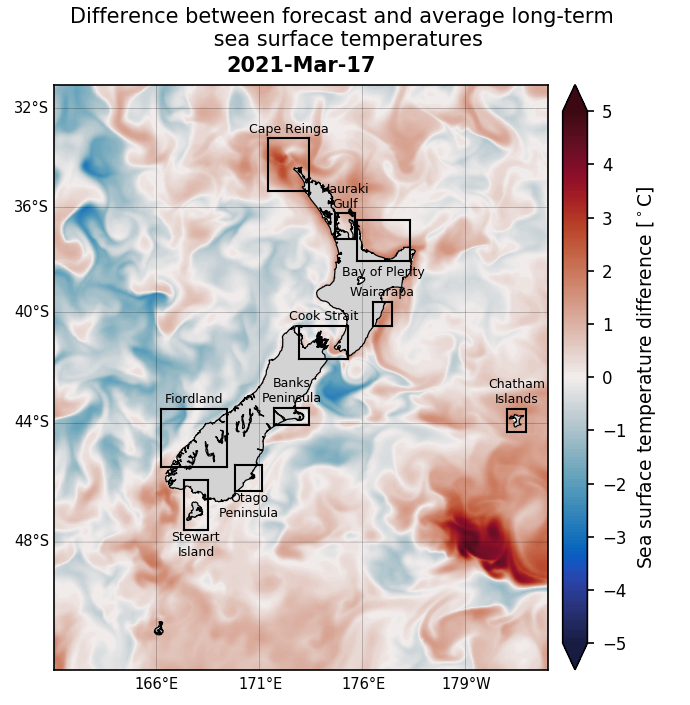 Difference between forecast and average long-term
sea surface temperatures
2021-Mar-17
32°S
36°S
40°S
44°S
48°S
166°E
171°E
176°E
179°W
Cape Reinga
Hauraki
Gulf
Bay of Plenty
Wairarapa
Cook Strait
Banks
Peninsula
Fiordland
Chatham
Islands
Otago
Peninsula
Stewart
Island
5
4
3
2
1
0
−1
−2
−3
−4
−5
Sea surface temperature difference [°C]